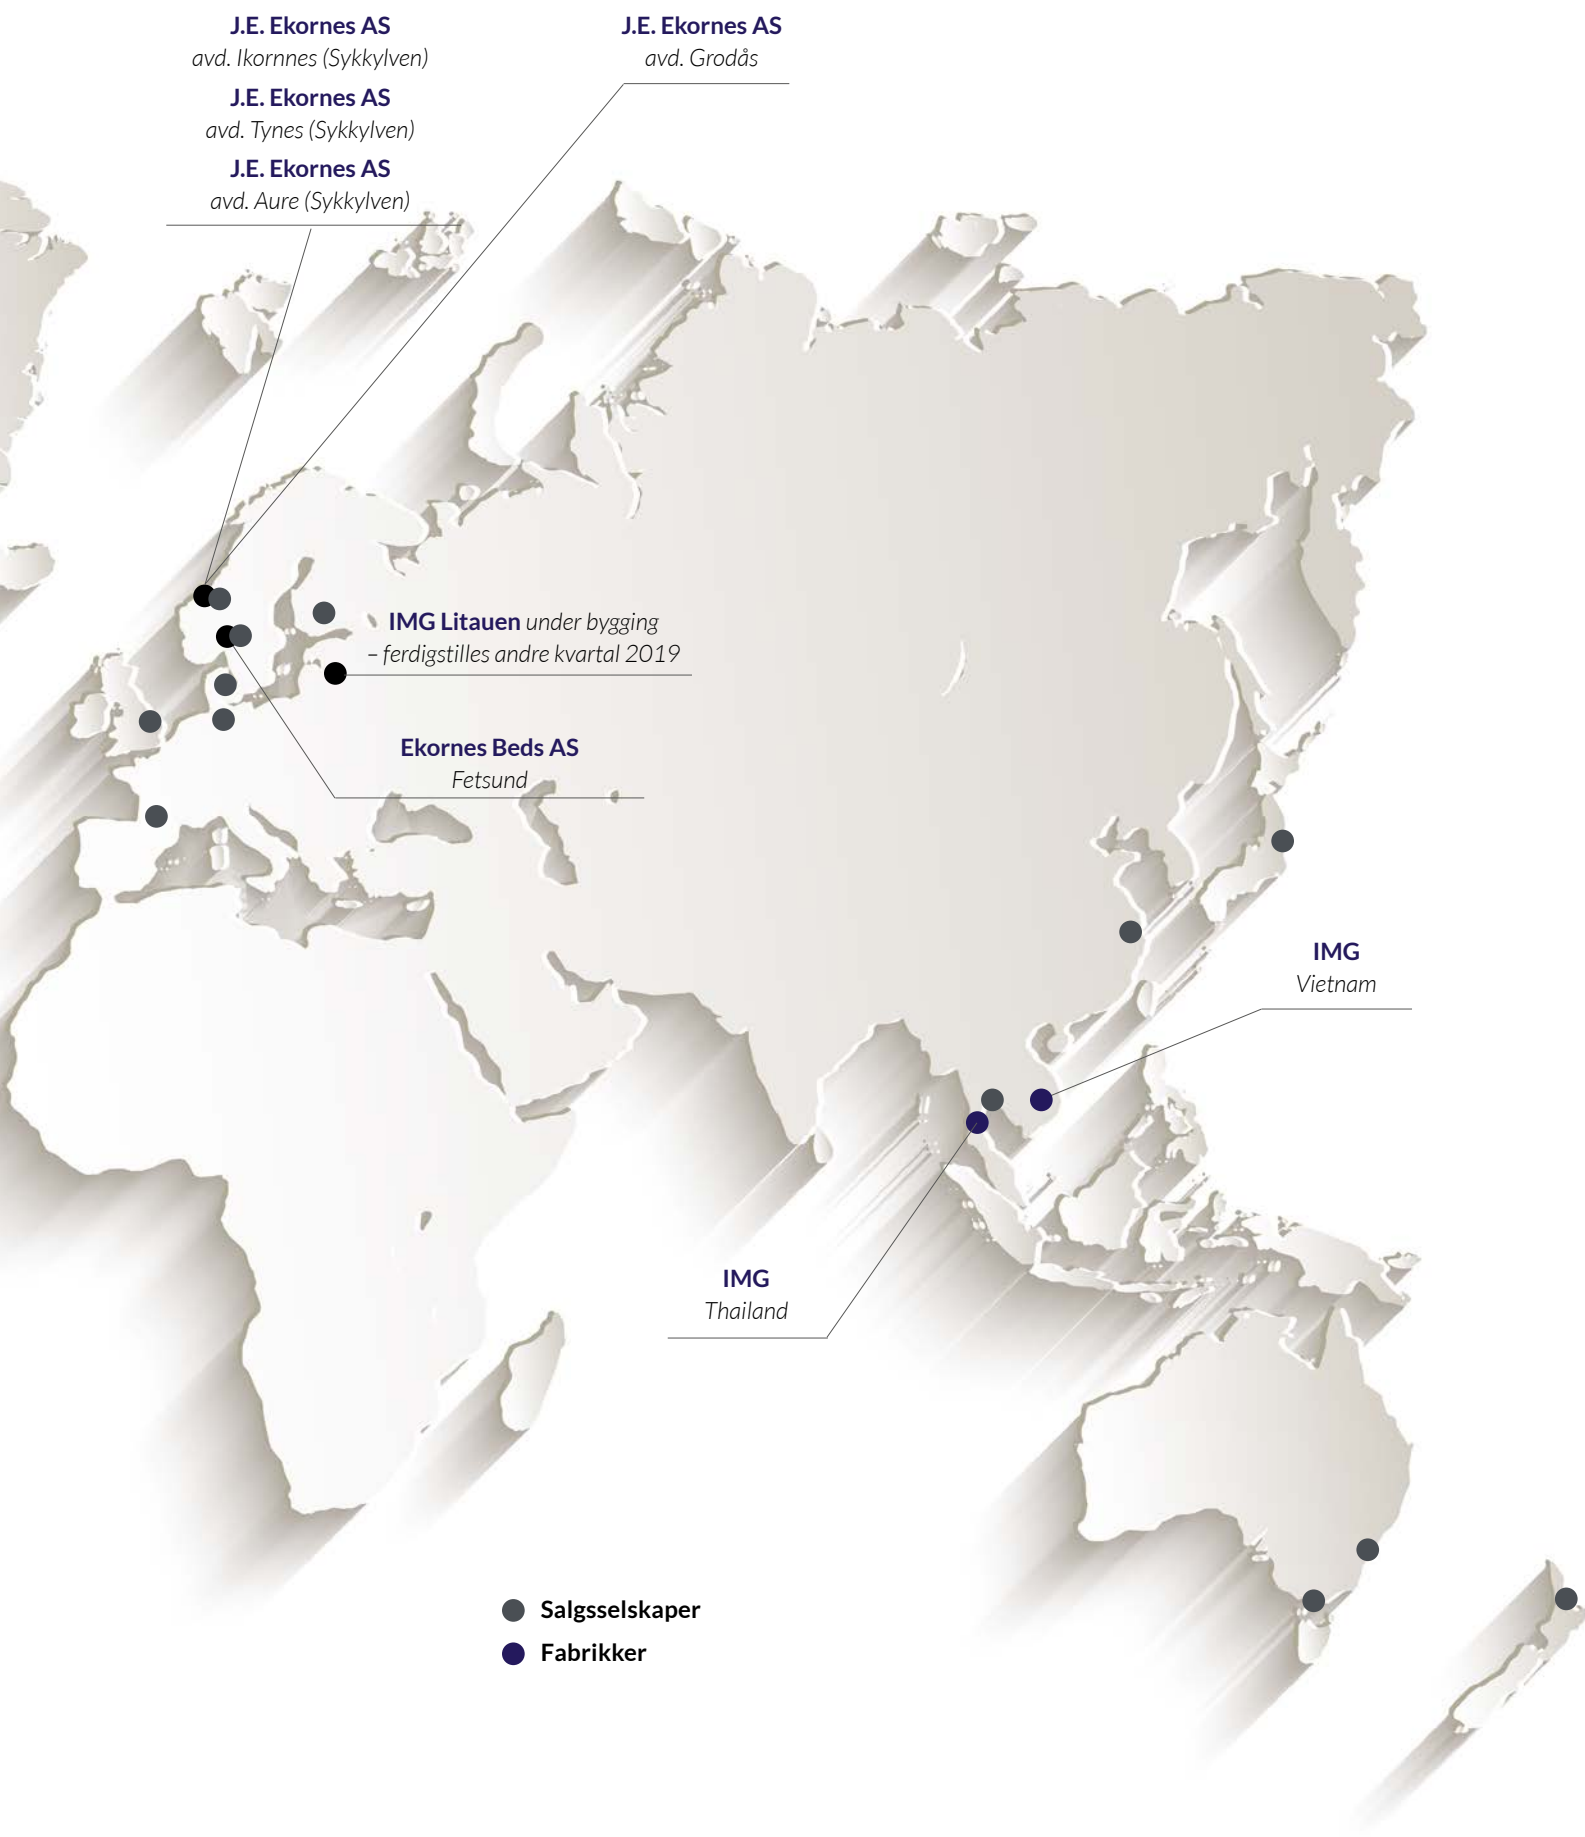 J.E. Ekornes AS
avd. Ikornnes (Sykkylven)
J.E. Ekornes AS
avd. Tynes (Sykkylven)
J.E. Ekornes AS
avd. Aure (Sykkylven)
J.E. Ekornes AS
avd. Grodås
IMG Litauen under bygging
– ferdigstilles andre kvartal 2019
Ekornes Beds AS
Fetsund
IMG
Vietnam
IMG
Thailand
Salgsselskaper
Fabrikker